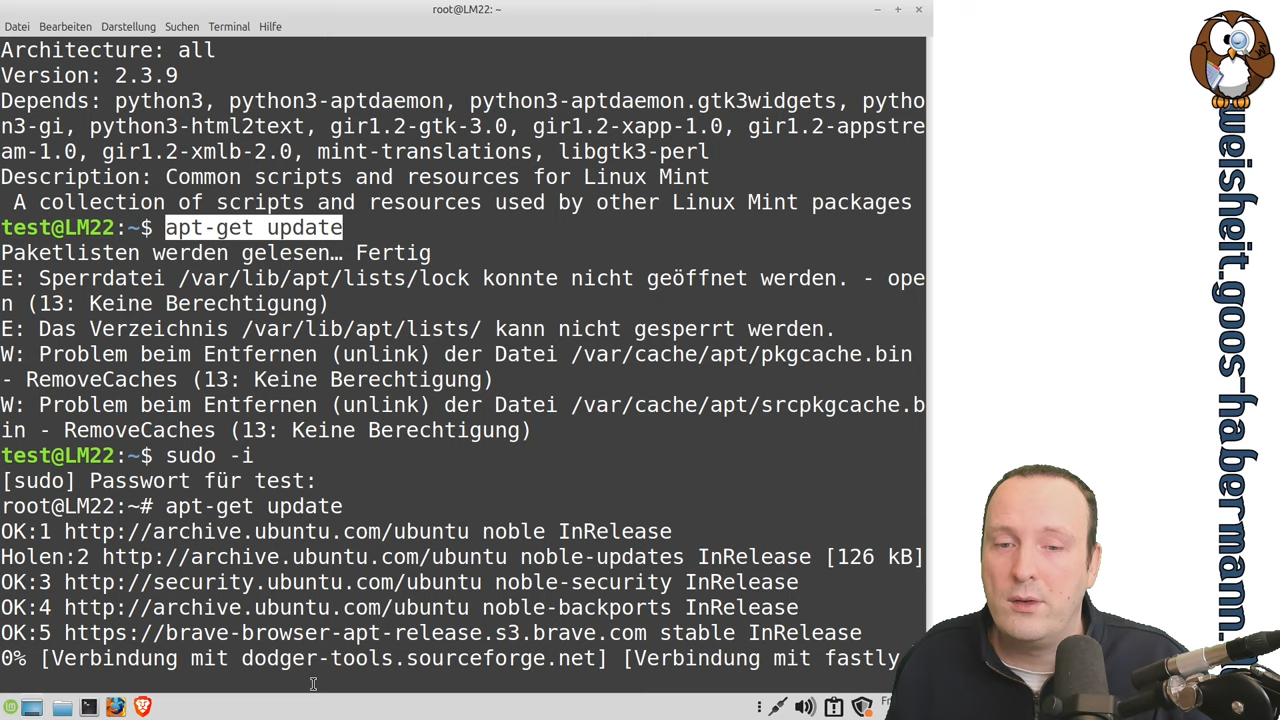 root@LM22: ~
Datei Bearbeiten Darstellung Suchen Terminal Hilfe
Architecture: all
Version: 2.3.9
Depends: python3, python3-aptdaemon, python3-aptdaemon.gtk3widgets, pytho
n3-gi, python3-html2text, gir1.2-gtk-3.0, gir1.2-xapp-1.0, gir1.2-appstre
am-1.0, gir1.2-xmlb-2.0, mint-translations, libgtk3-perl
Description: Common scripts and resources for Linux Mint
A collection of scripts and resources used by other Linux Mint packages
test@LM22:~$ apt-get update
Paketlisten werden gelesen… Fertig
E: Sperrdatei /var/lib/apt/lists/lock konnte nicht geöffnet werden. - ope
n (13: Keine Berechtigung)
E: Das Verzeichnis /var/lib/apt/lists/ kann nicht gesperrt werden.
W: Problem beim Entfernen (unlink) der Datei /var/cache/apt/pkgcache.bin
- RemoveCaches (13: Keine Berechtigung)
W: Problem beim Entfernen (unlink) der Datei /var/cache/apt/srcpkgcache.b
in - RemoveCaches (13: Keine Berechtigung)
test@LM22:~$ sudo -i
[sudo] Passwort für test:
root@LM22:~# apt-get update
OK:1 http://archive.ubuntu.com/ubuntu noble InRelease
Holen:2 http://archive.ubuntu.com/ubuntu noble-updates InRelease [126 kB]
OK:3 http://security.ubuntu.com/ubuntu noble-security InRelease
OK:4 http://archive.ubuntu.com/ubuntu noble-backports InRelease
OK:5 https://brave-browser-apt-release.s3.brave.com stable InRelease
0% [Verbindung mit dodger-tools.sourceforge.net] [Verbindung mit fastly
weisheit.goos-habermann.